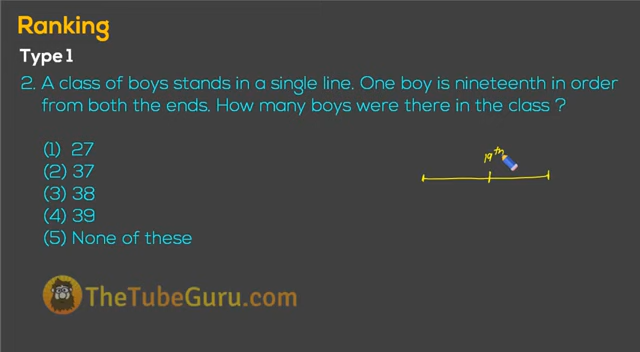 Ranking
Type 1
2. A class of boys stands in a single line. One boy is nineteenth in order
from both the ends. How many boys were there in the class ?
(1) 27
(2) 37
(3) 38
(4) 39
(5) None of these
19th
TheTubeGuru.com